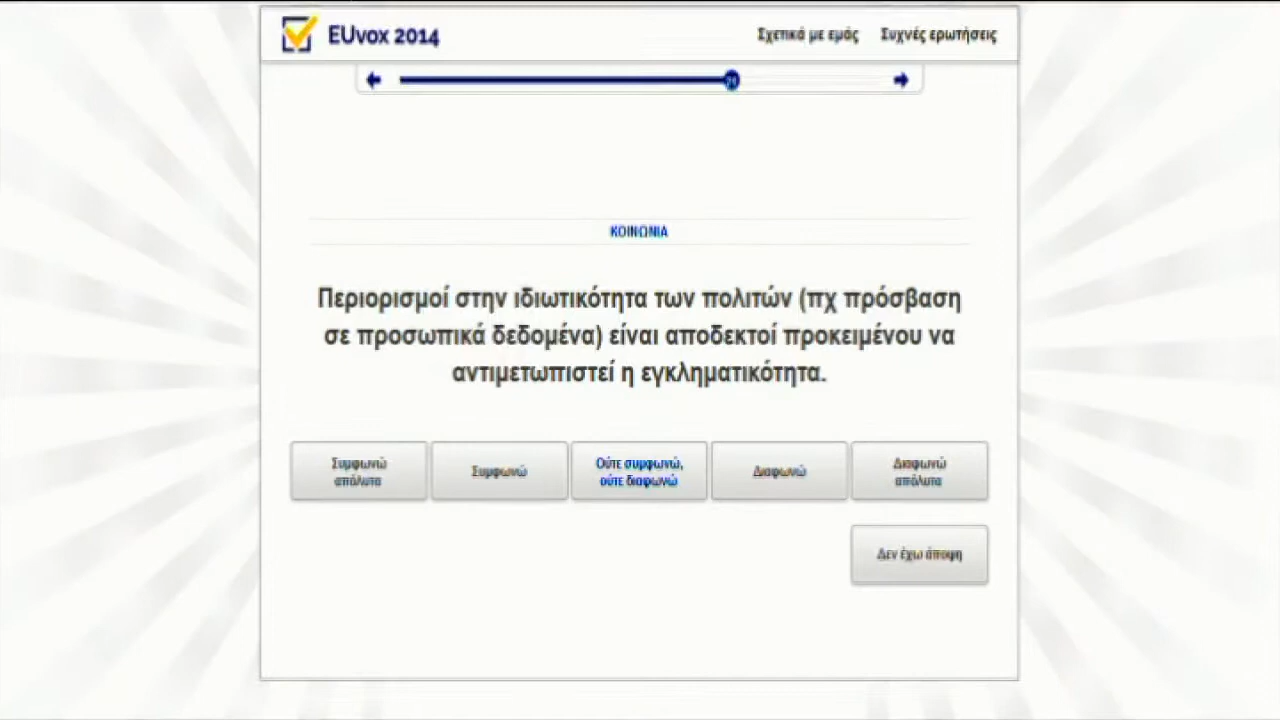 EUvox 2014
Σχετικά με εμάς Συχνές ερωτήσεις
ΚΟΙΝΩΝΙΑ
Περιορισμοί στην ιδιωτικότητα των πολιτών (πχ πρόσβαση
σε προσωπικά δεδομένα) είναι αποδεκτοί προκειμένου να
αντιμετωπιστεί η εγκληματικότητα.
Συμφωνώ
απόλυτα
Συμφωνώ
Ούτε συμφωνώ,
ούτε διαφωνώ
Διαφωνώ
Διαφωνώ
απόλυτα
Δεν έχω άποψη